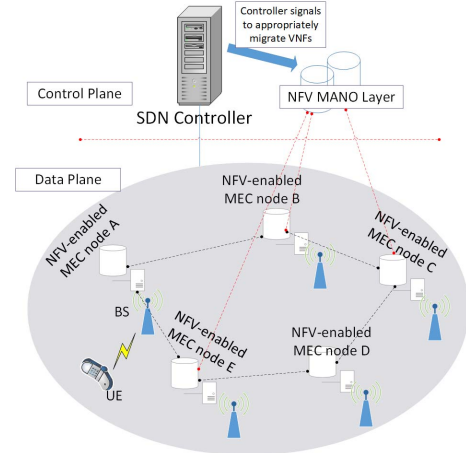 Controller signals
to appropriately
migrate VNFs
Control Plane
NFV MANO Layer
SDN Controller
Data Plane
NFV-enabled
MEC node B
NFV-enabled
MEC node A
NFV-enabled
MEC node C
BS
NFV-enabled
MEC node E
NFV-enabled
MEC node D
UE